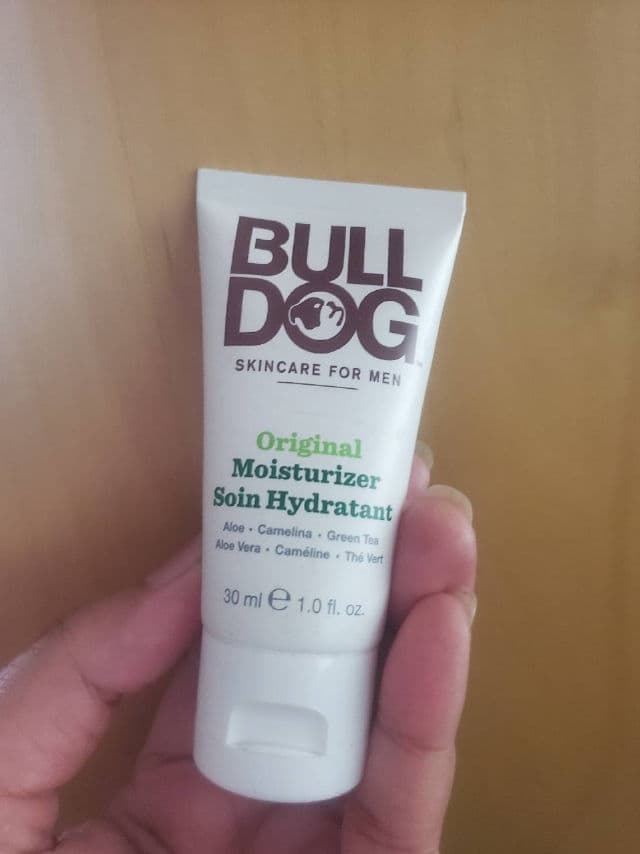 BULL
DOG™
SKINCARE FOR MEN
Original
Moisturizer
Soin Hydratant
Aloe • Camelina • Green Tea
Aloe Vera • Caméline • Thé Vert
30 ml ℮ 1.0 fl. oz.